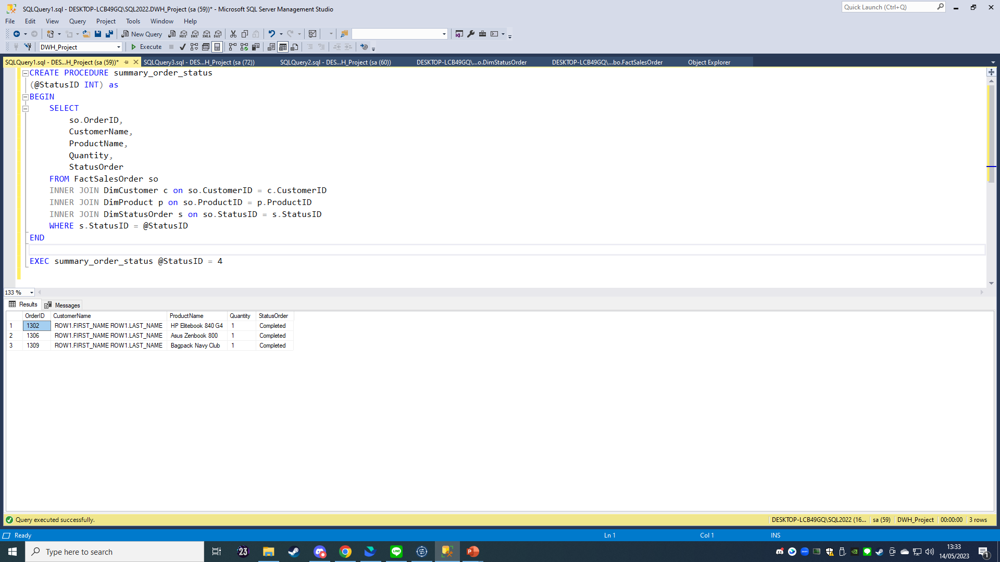 SQLQuery1.sql - DESKTOP-LCB49GQ\SQL2022.DWH_Project (sa (59))* - Microsoft SQL Server Management Studio
Quick Launch (Ctrl+Q)
File Edit View Query Project Tools Window Help
New Query
DWH_Project
Execute
SQLQuery1.sql - DES...H_Project (sa (59))* SQLQuery3.sql - DES...H_Project (sa (72)) SQLQuery2.sql - DES...H_Project (sa (60)) DESKTOP-LCB49GQ\...o.DimStatusOrder DESKTOP-LCB49GQ\...bo.FactSalesOrder Object Explorer
CREATE PROCEDURE summary_order_status
(@StatusID INT) as
BEGIN
SELECT
so.OrderID,
CustomerName,
ProductName,
Quantity,
StatusOrder
FROM FactSalesOrder so
INNER JOIN DimCustomer c on so.CustomerID = c.CustomerID
INNER JOIN DimProduct p on so.ProductID = p.ProductID
INNER JOIN DimStatusOrder s on so.StatusID = s.StatusID
WHERE s.StatusID = @StatusID
END
EXEC summary_order_status @StatusID = 4
133 %
Results Messages
OrderID CustomerName ProductName Quantity StatusOrder
1 1302 ROW1.FIRST_NAME ROW1.LAST_NAME HP Elitebook 840 G4 1 Completed
2 1306 ROW1.FIRST_NAME ROW1.LAST_NAME Asus Zenbook 800 1 Completed
3 1309 ROW1.FIRST_NAME ROW1.LAST_NAME Bagpack Navy Club 1 Completed
Query executed successfully.
DESKTOP-LCB49GQ\SQL2022 (16... sa (59) DWH_Project 00:00:00 3 rows
Ready
Ln 1 Col 1 INS
Type here to search
'23
13:33
14/05/2023
1